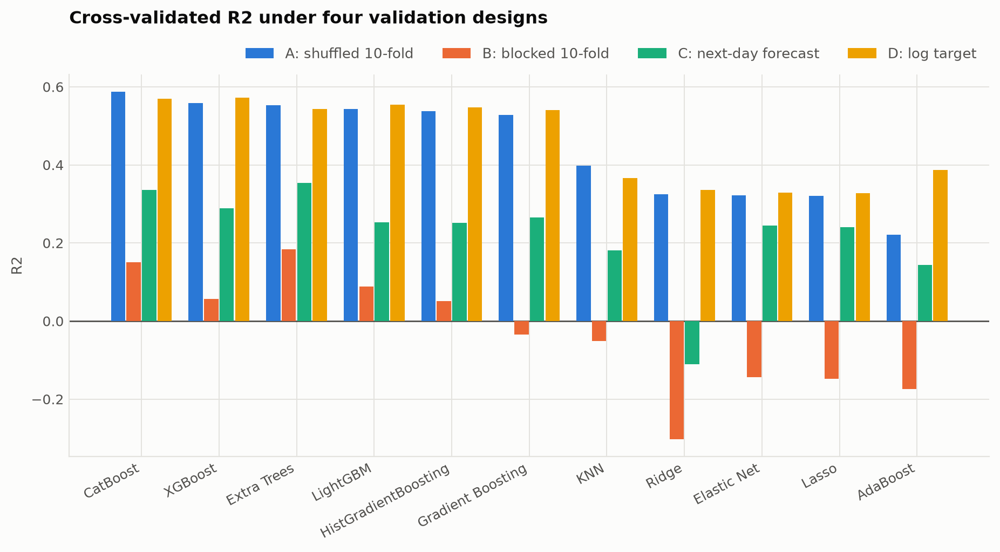 Cross-validated R2 under four validation designs
A: shuffled 10-fold
B: blocked 10-fold
C: next-day forecast
D: log target
R2
0.6
0.4
0.2
0.0
−0.2
CatBoost
XGBoost
Extra Trees
LightGBM
HistGradientBoosting
Gradient Boosting
KNN
Ridge
Elastic Net
Lasso
AdaBoost